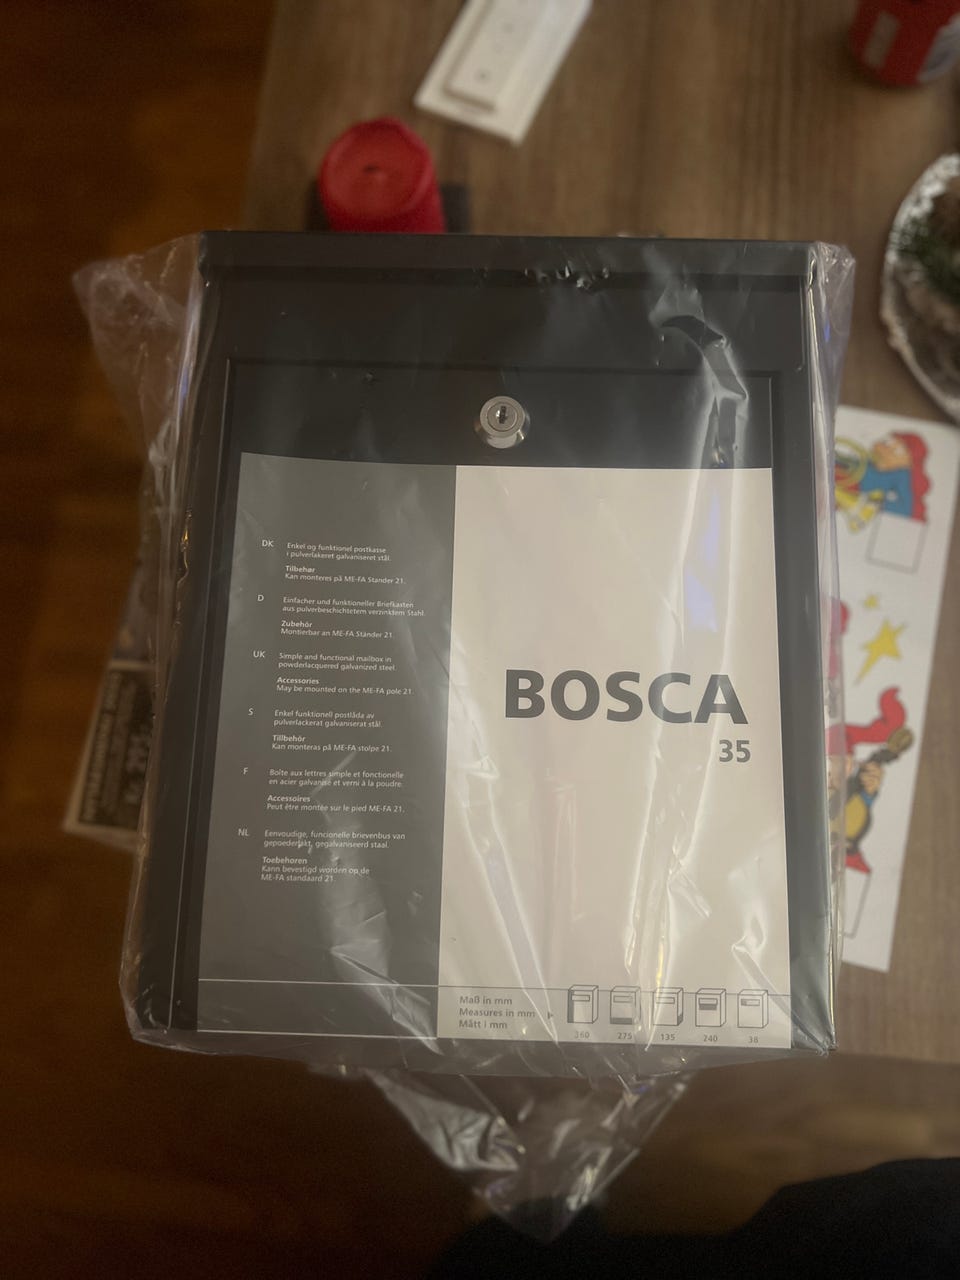 DK Enkel og funktionel postkasse
i pulverlakeret galvaniseret stål.
Tilbehør
Kan monteres på ME-FA Stander 21.
D Einfacher und funktioneller Briefkasten
aus pulverbeschichtetem verzinktem Stahl.
Zubehör
Montierbar an ME-FA Ständer 21.
UK Simple and functional mailbox in
powderlacquered galvanized steel.
Accessories
May be mounted on the ME-FA pole 21.
S Enkel funktionell postlåda av
pulverlackerat galvaniserat stål.
Tillbehör
Kan monteras på ME-FA stolpe 21.
F Boîte aux lettres simple et fonctionelle
en acier galvanisé et verni à la poudre.
Accessoires
Peut être montée sur le pied ME-FA 21.
NL Eenvoudige, funcionelle brievenbus van
gepoederlakt, gegalvaniseerd staal.
Toebehoren
Kann bevestigd worden op de
ME-FA standaard 21.
BOSCA
35
Maß in mm
Measures in mm
Mått i mm
360 275 135 240 38